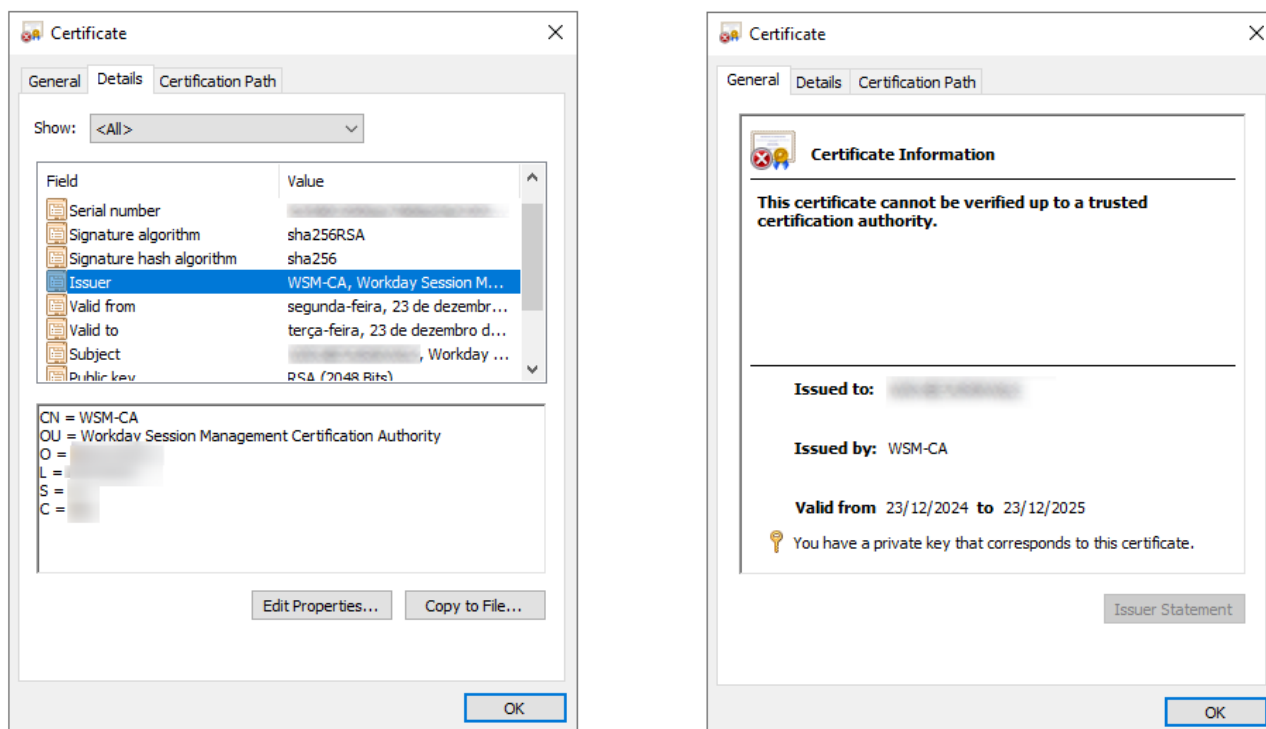 Certificate
General Details Certification Path
Show: <All>
Field Value
Serial number
Signature algorithm sha256RSA
Signature hash algorithm sha256
Issuer WSM-CA, Workday Session M...
Valid from segunda-feira, 23 de dezembr...
Valid to terça-feira, 23 de dezembro d...
Subject , Workday ...
Public key RSA (2048 Bits)
CN = WSM-CA
OU = Workday Session Management Certification Authority
O =
L =
S =
C =
Edit Properties... Copy to File...
OK
Certificate
General Details Certification Path
Certificate Information
This certificate cannot be verified up to a trusted
certification authority.
Issued to:
Issued by: WSM-CA
Valid from 23/12/2024 to 23/12/2025
You have a private key that corresponds to this certificate.
Issuer Statement
OK